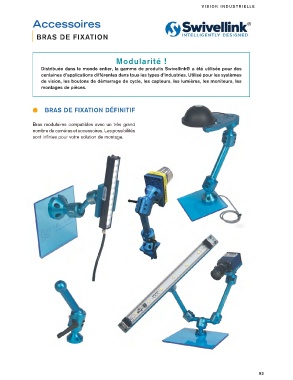 VISION INDUSTRIELLE
Accessoires
BRAS DE FIXATION
Swivellink®
INTELLIGENTLY DESIGNED
Modularité !
Distribuée dans le monde entier, la gamme de produits Swivellink® a été utilisée pour des
centaines d'applications différentes dans tous les types d'industries. Utilisé pour les systèmes
de vision, les boutons de démarrage de cycle, les capteurs, les lumières, les moniteurs, les
montages de pièces.
BRAS DE FIXATION DÉFINITIF
Bras modulaires compatibles avec un très grand
nombre de caméras et accessoires. Les possibilités
sont infinies pour votre solution de montage.
93